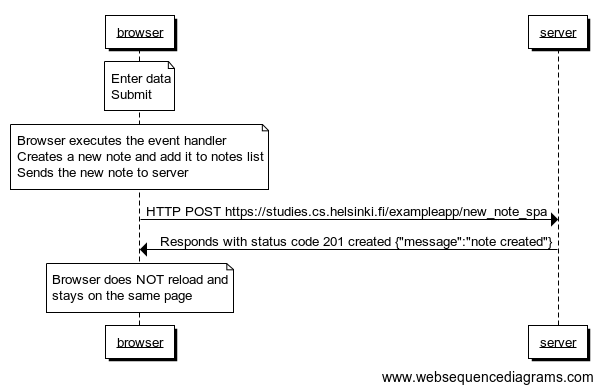 browser
server
Enter data
Submit
Browser executes the event handler
Creates a new note and add it to notes list
Sends the new note to server
HTTP POST https://studies.cs.helsinki.fi/exampleapp/new_note_spa
Responds with status code 201 created {"message":"note created"}
Browser does NOT reload and
stays on the same page
browser
server
www.websequencediagrams.com